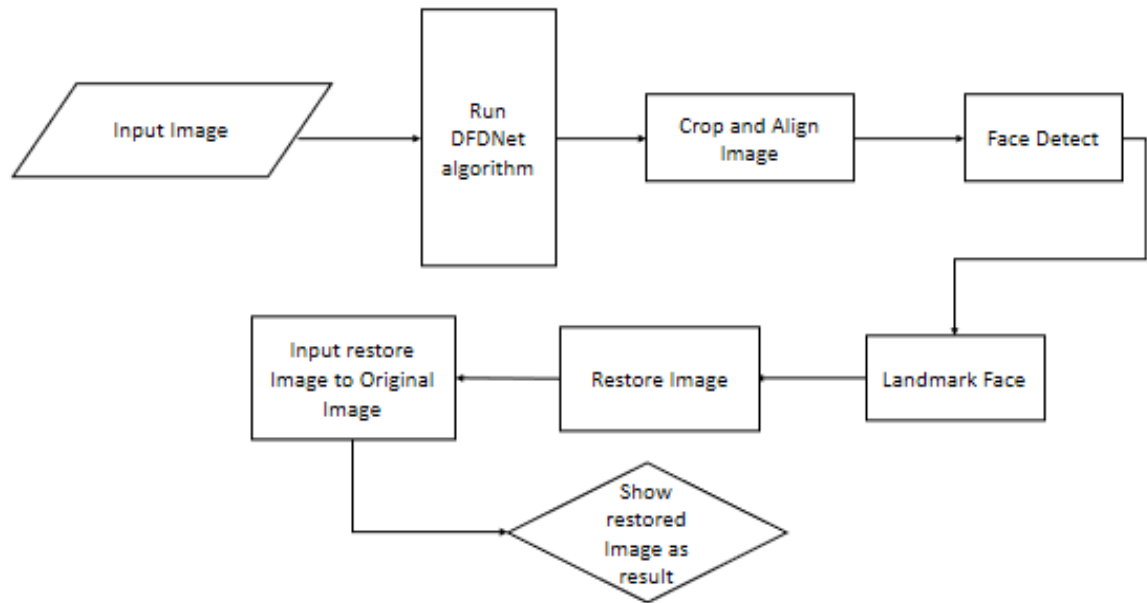 Input Image
Run
DFDNet
algorithm
Crop and Align
Image
Face Detect
Landmark Face
Restore Image
Input restore
Image to Original
Image
Show
restored
Image as
result